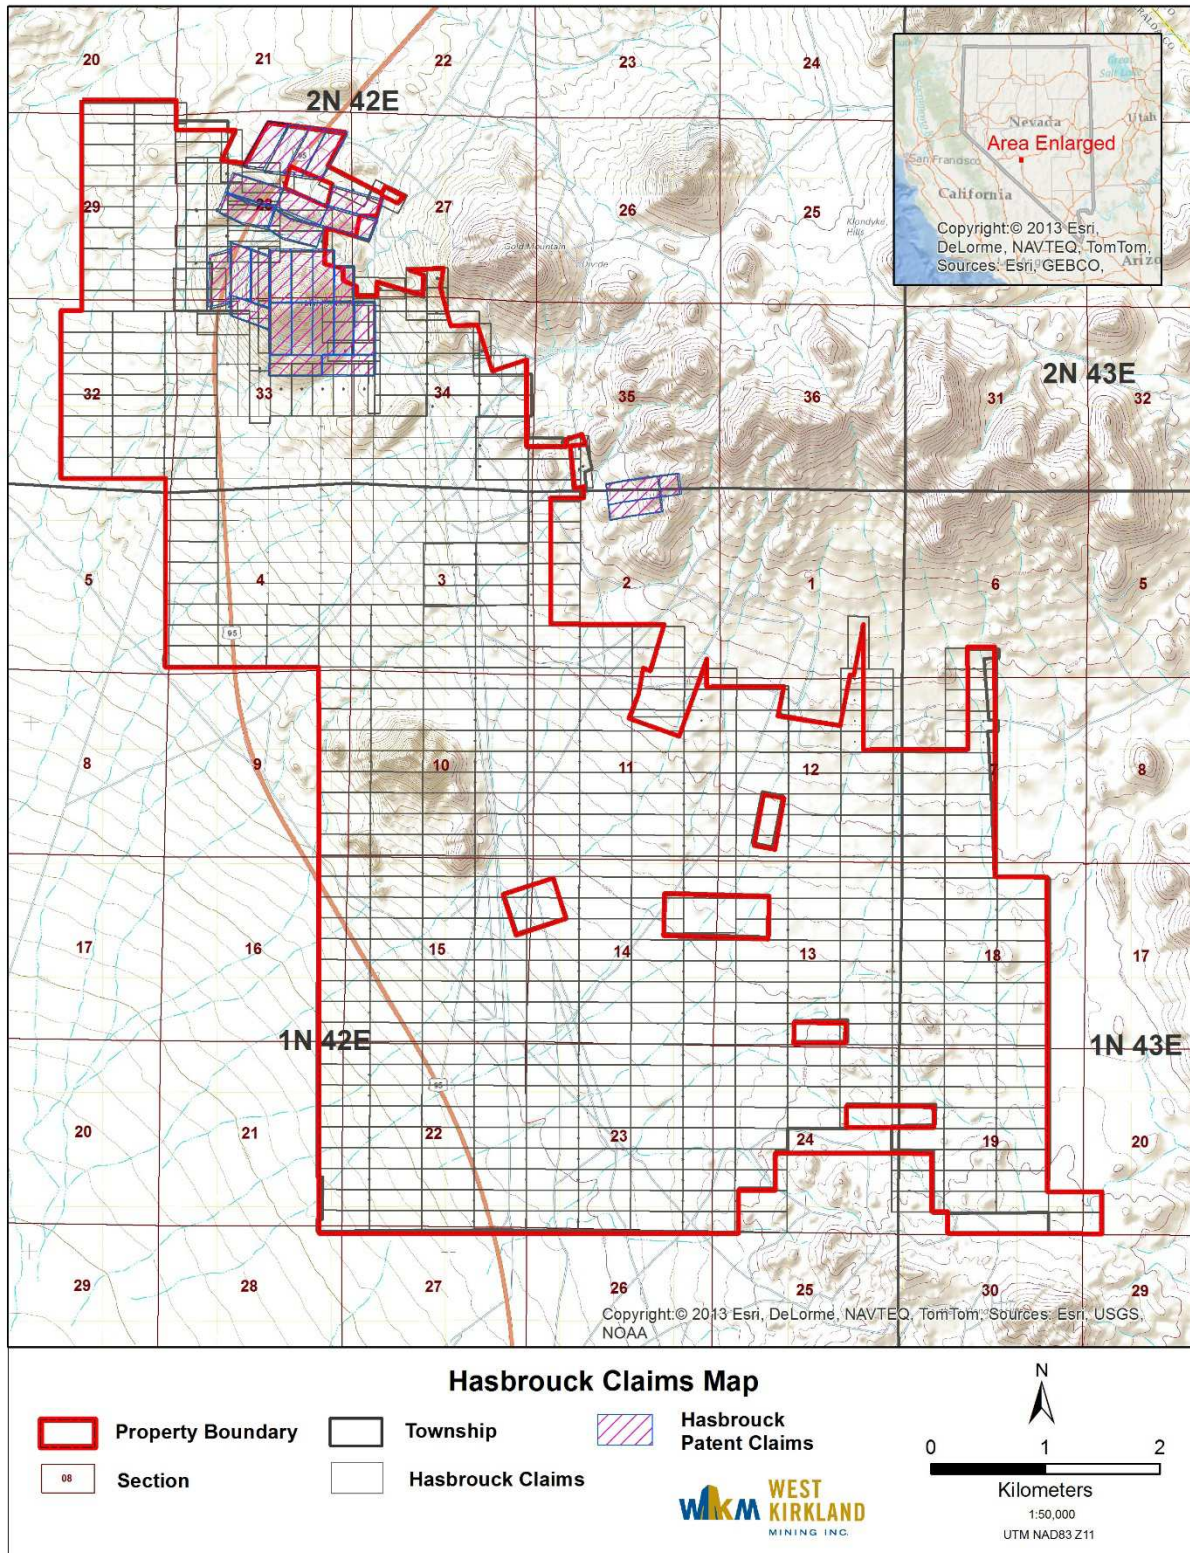 20
21
22
23
24
2N 42E
Nevada
Utah
Great
Salt Lake
Area Enlarged
San Francisco
California
Copyright:© 2013 Esri,
DeLorme, NAVTEQ, TomTom,
Sources: Esri, GEBCO,
95
29
28
27
26
25
Klondyke
Hills
Gold Mountain
32
33
34
35
36
31
2N 43E
32
5
4
3
2
1
6
5
95
8
9
10
11
12
7
8
17
16
15
14
13
18
17
1N 42E
1N 43E
95
20
21
22
23
24
19
20
29
28
27
26
25
30
29
Copyright:© 2013 Esri, DeLorme, NAVTEQ, TomTom, Sources: Esri, USGS,
NOAA
Hasbrouck Claims Map
Property Boundary
Township
Hasbrouck
Patent Claims
08
Section
Hasbrouck Claims
WKM WEST
KIRKLAND
MINING INC.
N
0 1 2
Kilometers
1:50,000
UTM NAD83 Z11